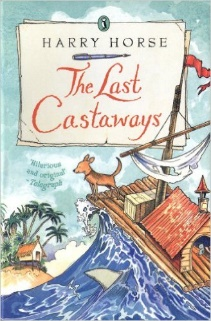 HARRY HORSE
The Last
Castaways
'Hilarious
and original'
Telegraph